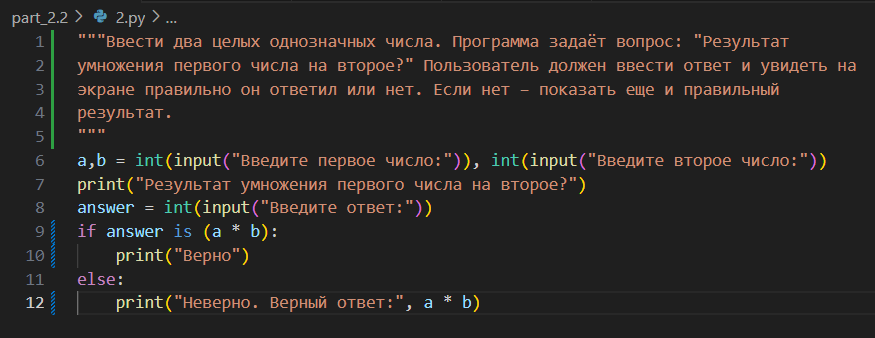 part_2.2 > 2.py > ...
1 """Ввести два целых однозначных числа. Программа задаёт вопрос: "Результат
2 умножения первого числа на второе?" Пользователь должен ввести ответ и увидеть на
3 экране правильно он ответил или нет. Если нет – показать еще и правильный
4 результат.
5 """
6 a,b = int(input("Введите первое число:")), int(input("Введите второе число:"))
7 print("Результат умножения первого числа на второе?")
8 answer = int(input("Введите ответ:"))
9 if answer is (a * b):
10     print("Верно")
11 else:
12     print("Неверно. Верный ответ:", a * b)